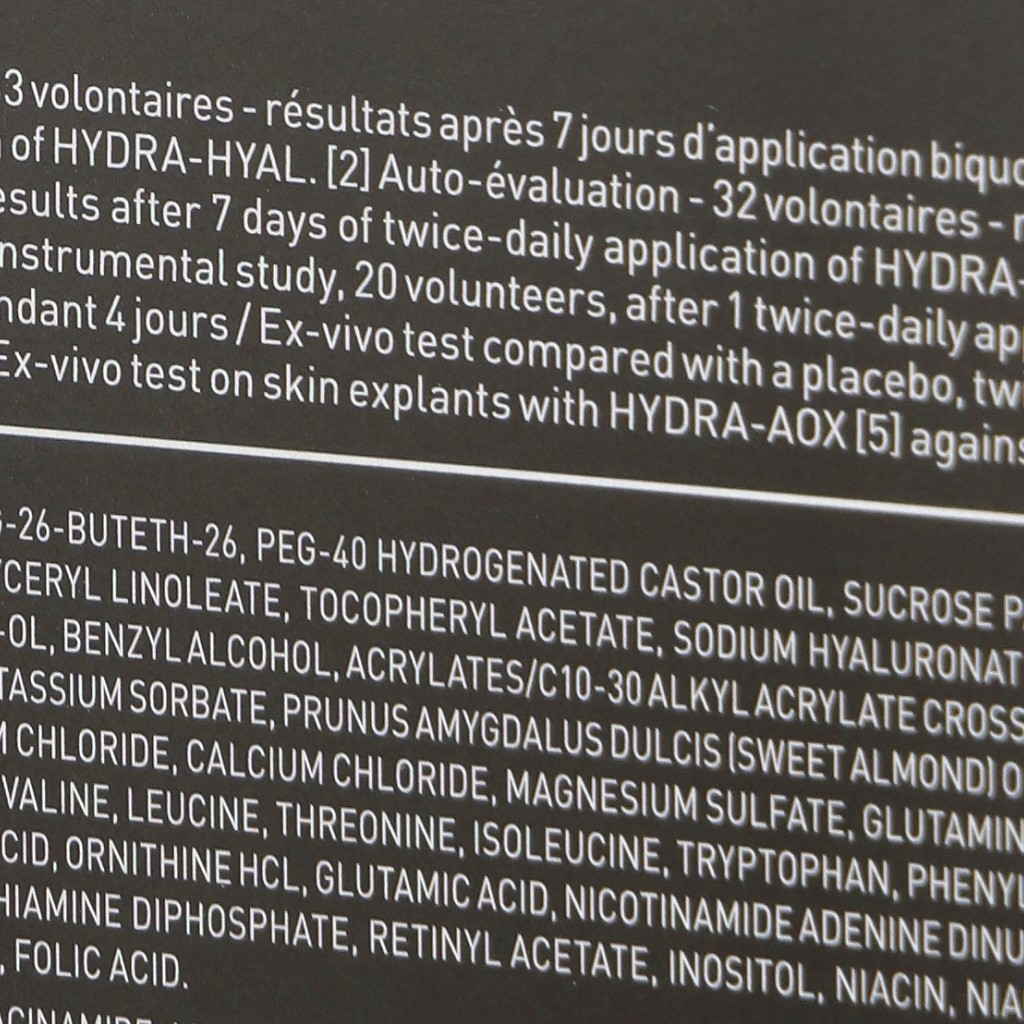 3 volontaires - résultats après 7 jours d'application biquo
of HYDRA-HYAL. [2] Auto-évaluation - 32 volontaires - r
esults after 7 days of twice-daily application of HYDRA-
nstrumental study, 20 volunteers, after 1 twice-daily ap
ndant 4 jours / Ex-vivo test compared with a placebo, tw
Ex-vivo test on skin explants with HYDRA-AOX [5] agains
-26-BUTETH-26, PEG-40 HYDROGENATED CASTOR OIL, SUCROSE P
YCERYL LINOLEATE, TOCOPHERYL ACETATE, SODIUM HYALURONAT
-OL, BENZYL ALCOHOL, ACRYLATES/C10-30 ALKYL ACRYLATE CROSS
TASSIUM SORBATE, PRUNUS AMYGDALUS DULCIS (SWEET ALMOND) O
M CHLORIDE, CALCIUM CHLORIDE, MAGNESIUM SULFATE, GLUTAMIN
VALINE, LEUCINE, THREONINE, ISOLEUCINE, TRYPTOPHAN, PHENYL
CID, ORNITHINE HCL, GLUTAMIC ACID, NICOTINAMIDE ADENINE DINU
HIAMINE DIPHOSPHATE, RETINYL ACETATE, INOSITOL, NIACIN, NIA
, FOLIC ACID.
ACINAMIDE